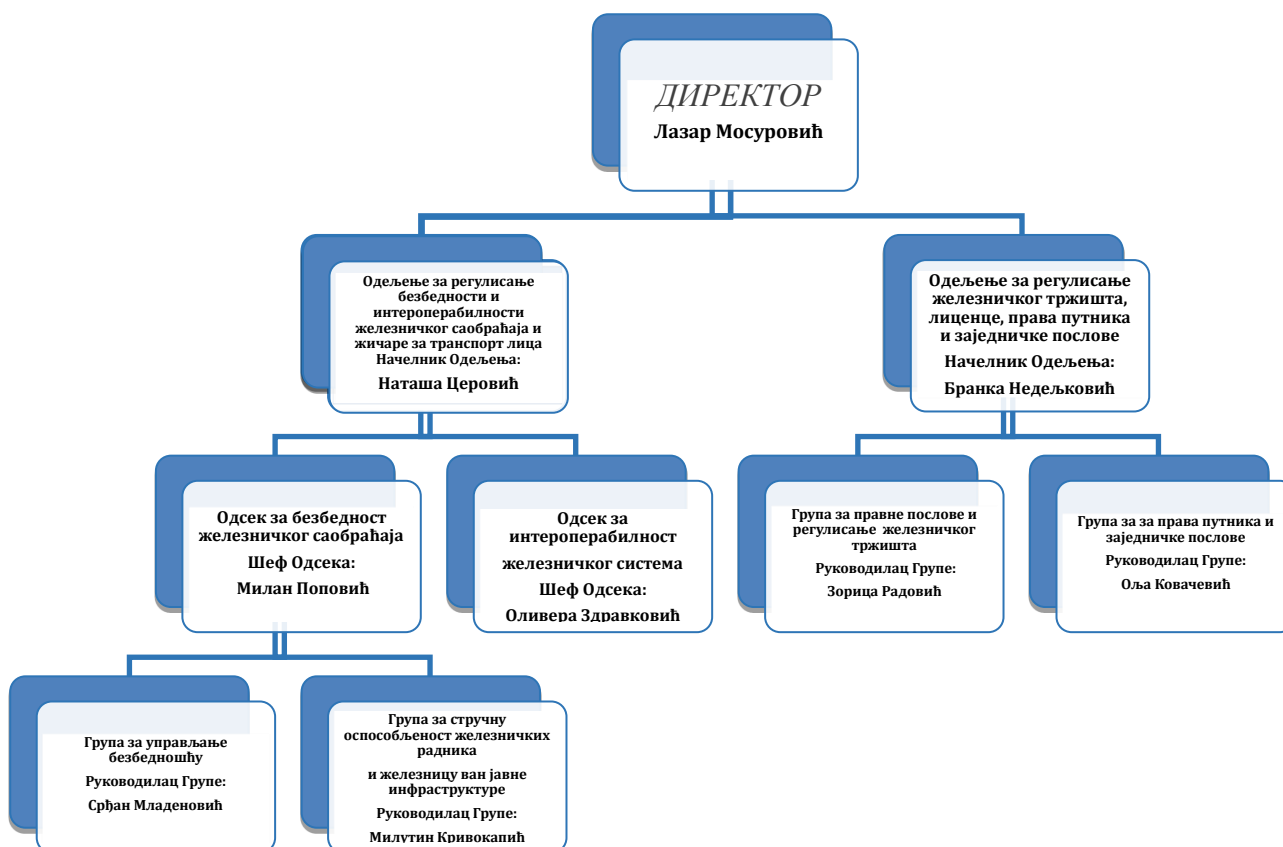 ДИРЕКТОР
Лазар Мосуровић
Одељење за регулисање
безбедности и
интероперабилности
железничког саобраћаја и
жичаре за транспорт лица
Начелник Одељења:
Наташа Церовић
Одељење за регулисање
железничког тржишта,
лиценце, права путника
и заједничке послове
Начелник Одељења:
Бранка Недељковић
Одсек за безбедност
железничког саобраћаја
Шеф Одсека:
Милан Поповић
Одсек за
интероперабилност
железничког система
Шеф Одсека:
Оливера Здравковић
Група за правне послове и
регулисање железничког
тржишта
Руководилац Групе:
Зорица Радовић
Група за за права путника и
заједничке послове
Руководилац Групе:
Оља Ковачевић
Група за управљање
безбедношћу
Руководилац Групе:
Срђан Младеновић
Група за стручну
оспособљеност железничких
радника
и железницу ван јавне
инфраструктуре
Руководилац Групе:
Милутин Кривокапић